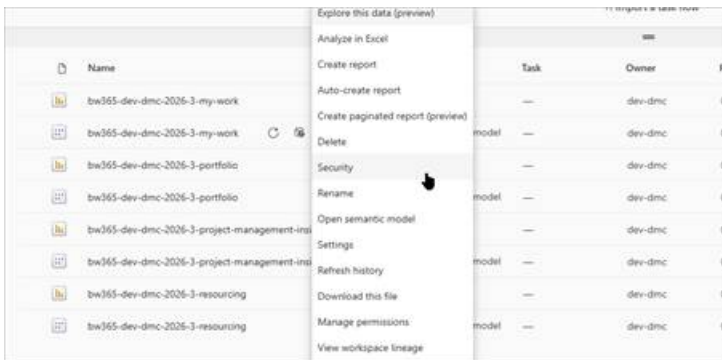 Explore this data (preview)
Import a task flow
Analyze in Excel
Name
Create report
Task
Owner
Auto-create report
bw365-dev-dmc-2026-3-my-work
—
dev-dmc
Create paginated report (preview)
bw365-dev-dmc-2026-3-my-work
model
—
dev-dmc
Delete
bw365-dev-dmc-2026-3-portfolio
Security
—
dev-dmc
Rename
bw365-dev-dmc-2026-3-portfolio
model
—
dev-dmc
Open semantic model
bw365-dev-dmc-2026-3-project-management-insi
—
dev-dmc
Settings
bw365-dev-dmc-2026-3-project-management-insi
model
—
dev-dmc
Refresh history
bw365-dev-dmc-2026-3-resourcing
Download this file
—
dev-dmc
Manage permissions
bw365-dev-dmc-2026-3-resourcing
model
—
dev-dmc
View workspace lineage